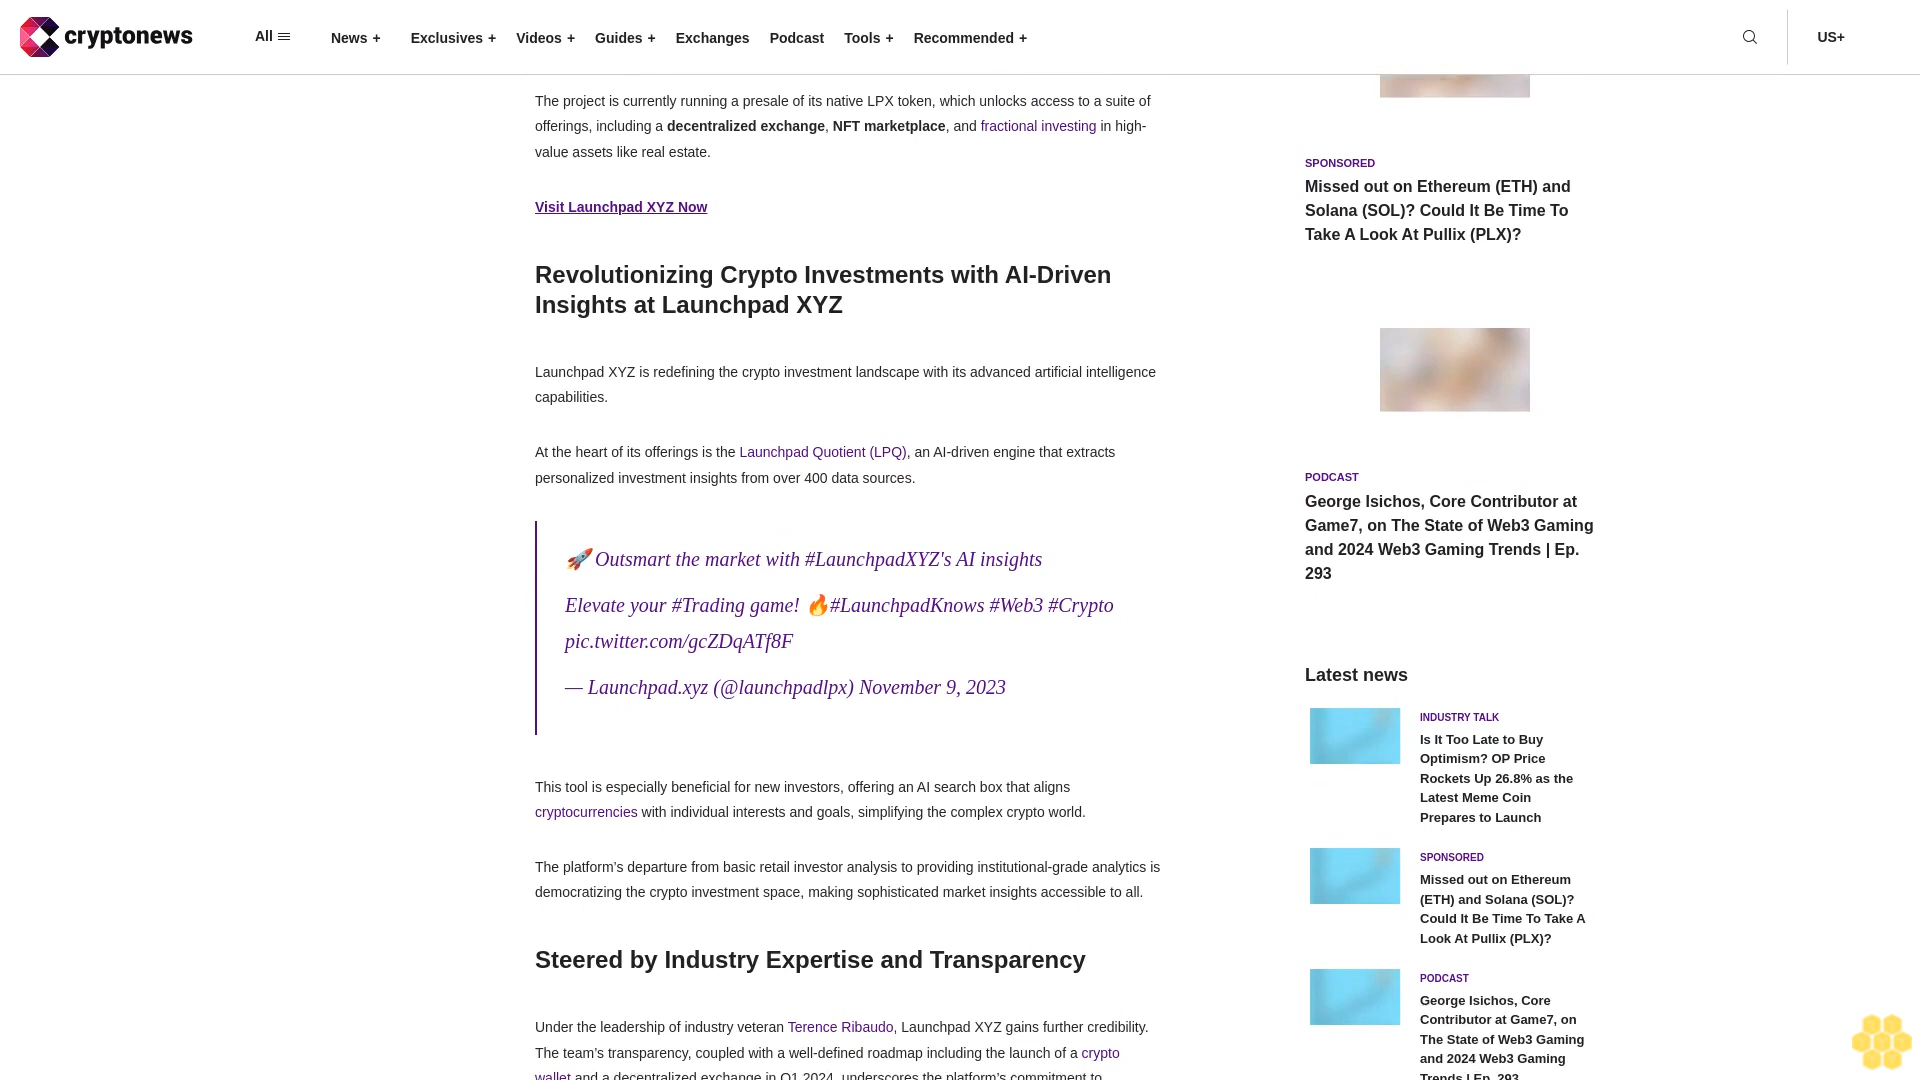 cryptonews
All
News +
Exclusives +
Videos +
Guides +
Exchanges
Podcast
Tools +
Recommended +
US+
The project is currently running a presale of its native LPX token, which unlocks access to a suite of
offerings, including a decentralized exchange, NFT marketplace, and fractional investing in high-
value assets like real estate.
Visit Launchpad XYZ Now
Revolutionizing Crypto Investments with AI-Driven
Insights at Launchpad XYZ
Launchpad XYZ is redefining the crypto investment landscape with its advanced artificial intelligence
capabilities.
At the heart of its offerings is the Launchpad Quotient (LPQ), an AI-driven engine that extracts
personalized investment insights from over 400 data sources.
🚀 Outsmart the market with #LaunchpadXYZ's AI insights
Elevate your #Trading game! 🔥#LaunchpadKnows #Web3 #Crypto
pic.twitter.com/gcZDqATf8F
— Launchpad.xyz (@launchpadlpx) November 9, 2023
This tool is especially beneficial for new investors, offering an AI search box that aligns
cryptocurrencies with individual interests and goals, simplifying the complex crypto world.
The platform’s departure from basic retail investor analysis to providing institutional-grade analytics is
democratizing the crypto investment space, making sophisticated market insights accessible to all.
Steered by Industry Expertise and Transparency
Under the leadership of industry veteran Terence Ribaudo, Launchpad XYZ gains further credibility.
The team’s transparency, coupled with a well-defined roadmap including the launch of a crypto
wallet and a decentralized exchange in Q1 2024, underscores the platform’s commitment to
SPONSORED
Missed out on Ethereum (ETH) and
Solana (SOL)? Could It Be Time To
Take A Look At Pullix (PLX)?
PODCAST
George Isichos, Core Contributor at
Game7, on The State of Web3 Gaming
and 2024 Web3 Gaming Trends | Ep.
293
Latest news
INDUSTRY TALK
Is It Too Late to Buy
Optimism? OP Price
Rockets Up 26.8% as the
Latest Meme Coin
Prepares to Launch
SPONSORED
Missed out on Ethereum
(ETH) and Solana (SOL)?
Could It Be Time To Take A
Look At Pullix (PLX)?
PODCAST
George Isichos, Core
Contributor at Game7, on
The State of Web3 Gaming
and 2024 Web3 Gaming
Trends | Ep. 293